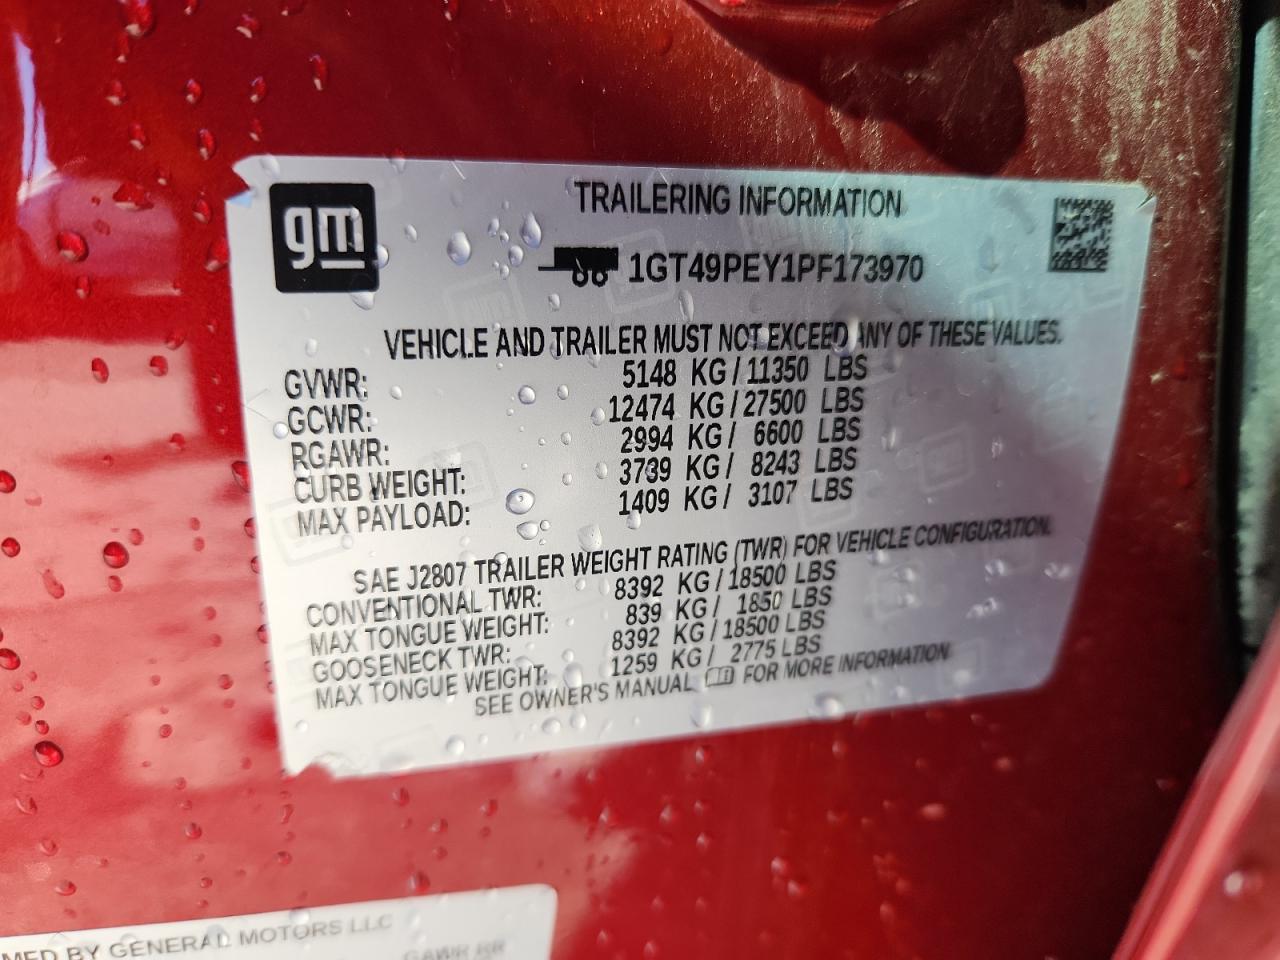 gm
TRAILERING INFORMATION
1GT49PEY1PF173970
VEHICLE AND TRAILER MUST NOT EXCEED ANY OF THESE VALUES.
GVWR: 5148 KG / 11350 LBS
GCWR: 12474 KG / 27500 LBS
RGAWR: 2994 KG / 6600 LBS
CURB WEIGHT: 3739 KG / 8243 LBS
MAX PAYLOAD: 1409 KG / 3107 LBS
SAE J2807 TRAILER WEIGHT RATING (TWR) FOR VEHICLE CONFIGURATION.
CONVENTIONAL TWR: 8392 KG / 18500 LBS
MAX TONGUE WEIGHT: 839 KG / 1850 LBS
GOOSENECK TWR: 8392 KG / 18500 LBS
MAX TONGUE WEIGHT: 1259 KG / 2775 LBS
SEE OWNER'S MANUAL FOR MORE INFORMATION
MED BY GENERAL MOTORS LLC
GAWR RR